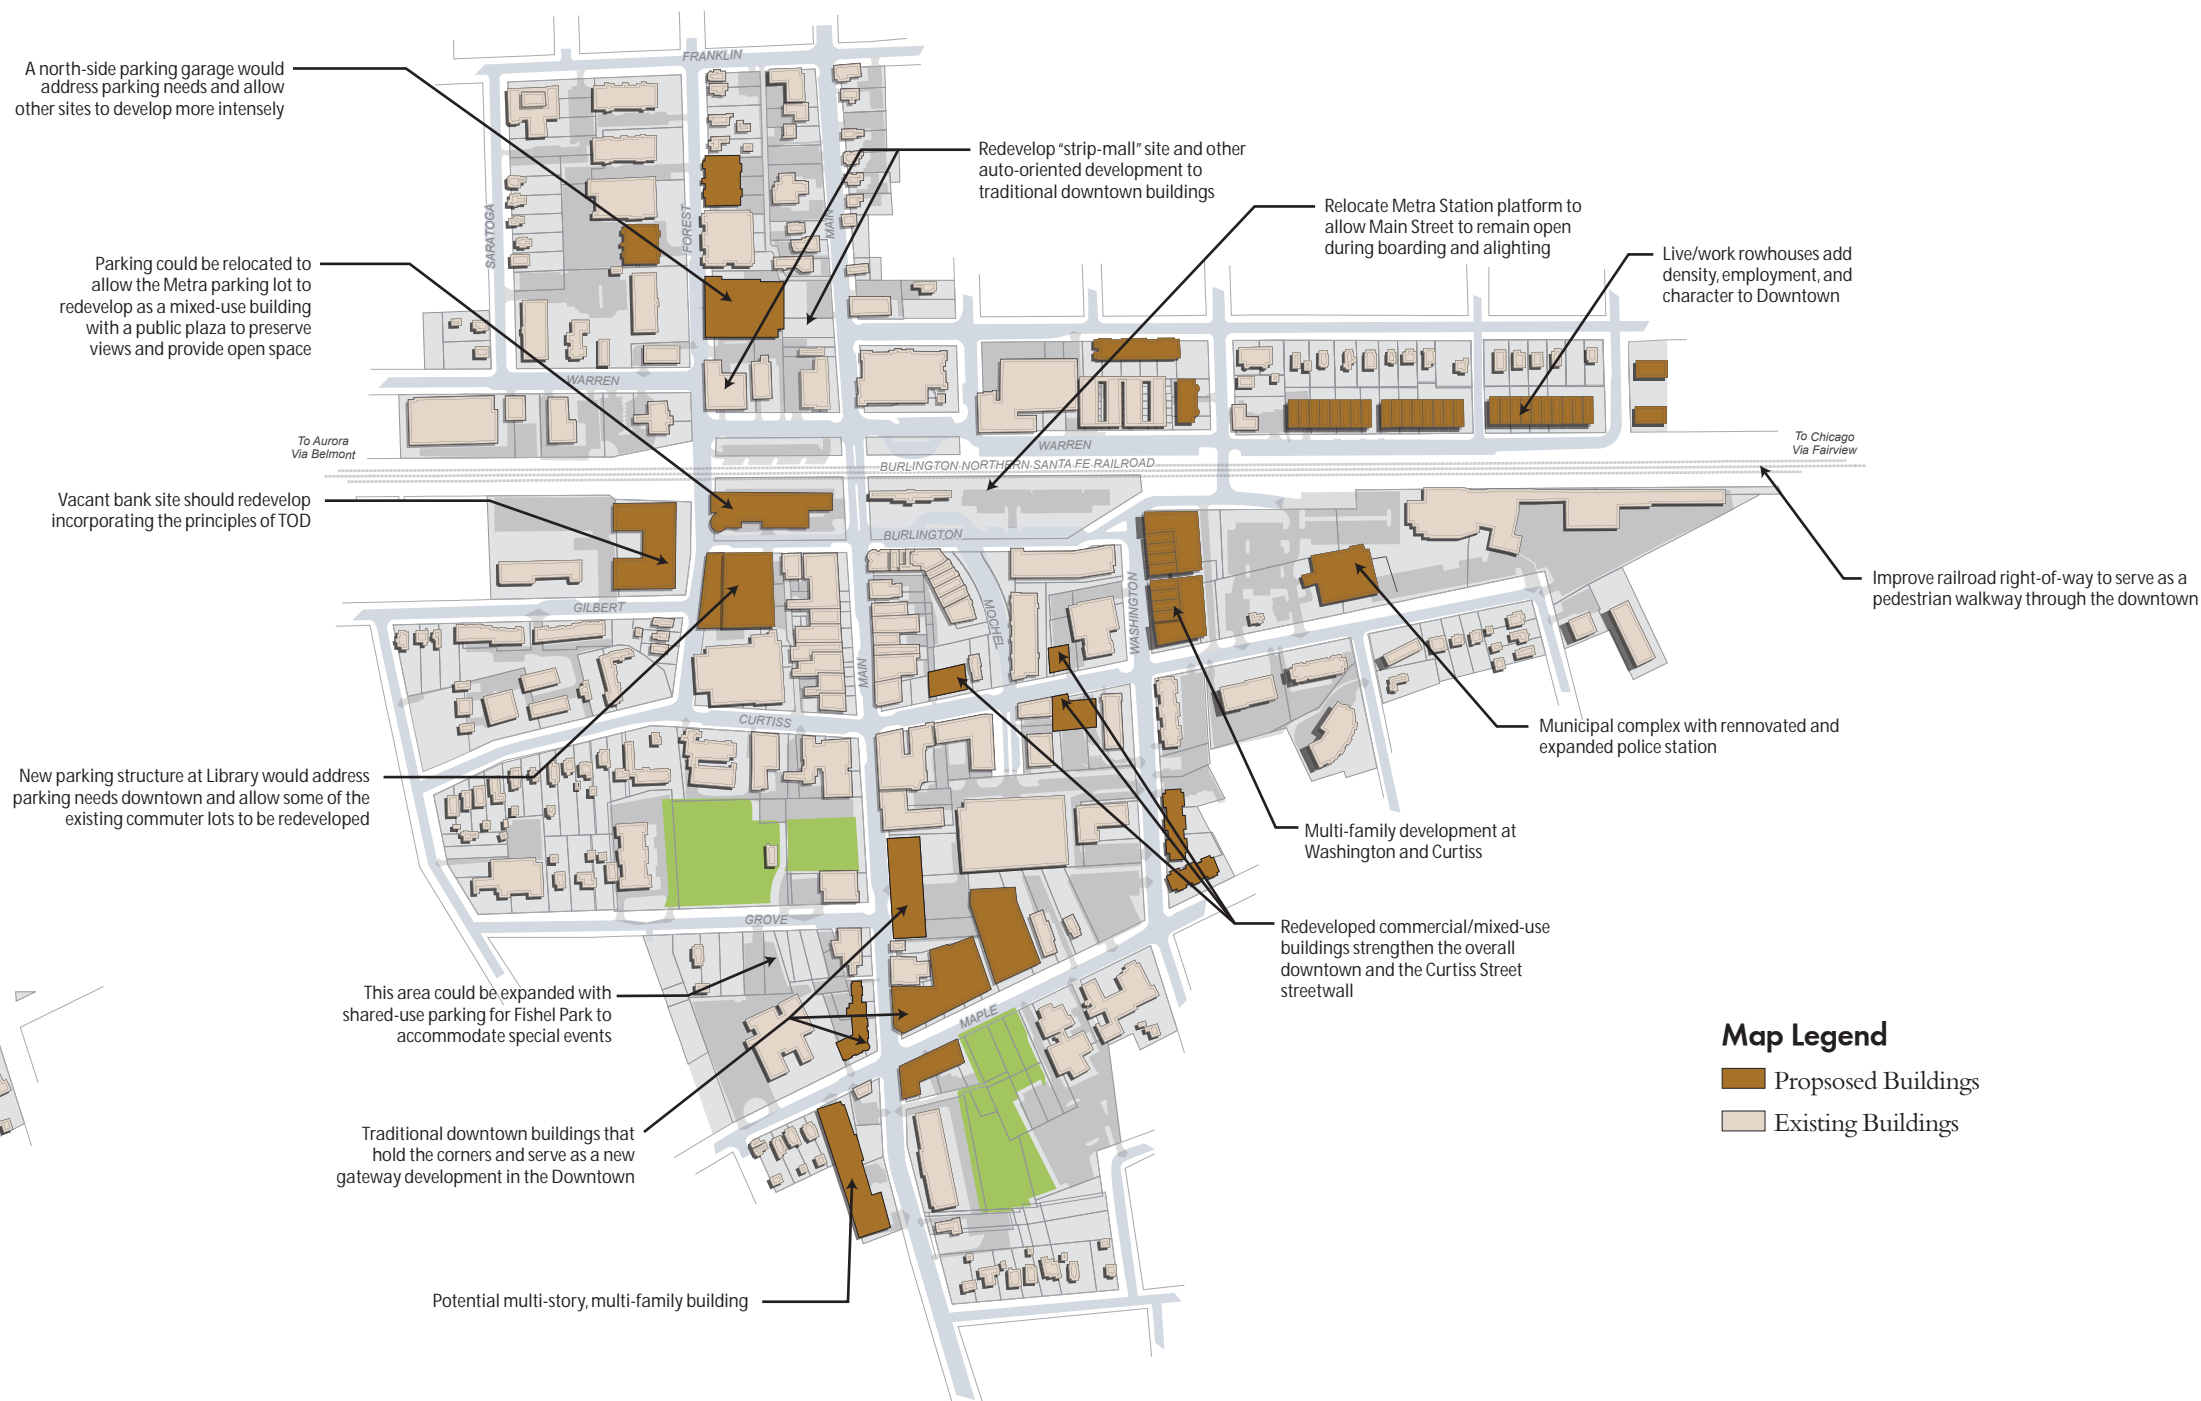 FRANKLIN
A north-side parking garage would
address parking needs and allow
other sites to develop more intensely
Redevelop “strip-mall” site and other
auto-oriented development to
traditional downtown buildings
Relocate Metra Station platform to
allow Main Street to remain open
during boarding and alighting
Live/work rowhouses add
density, employment, and
character to Downtown
SARATOGA
FOREST
MAIN
Parking could be relocated to
allow the Metra parking lot to
redevelop as a mixed-use building
with a public plaza to preserve
views and provide open space
WARREN
To Aurora
Via Belmont
WARREN
To Chicago
Via Fairview
BURLINGTON NORTHERN SANTA FE RAILROAD
Vacant bank site should redevelop
incorporating the principles of TOD
BURLINGTON
Improve railroad right-of-way to serve as a
pedestrian walkway through the downtown
GILBERT
MOCHEL
WASHINGTON
MAIN
CURTISS
Municipal complex with rennovated and
expanded police station
New parking structure at Library would address
parking needs downtown and allow some of the
existing commuter lots to be redeveloped
Multi-family development at
Washington and Curtiss
GROVE
Redeveloped commercial/mixed-use
buildings strengthen the overall
downtown and the Curtiss Street
streetwall
This area could be expanded with
shared-use parking for Fishel Park to
accommodate special events
MAPLE
Map Legend
Propsosed Buildings
Existing Buildings
Traditional downtown buildings that
hold the corners and serve as a new
gateway development in the Downtown
Potential multi-story, multi-family building